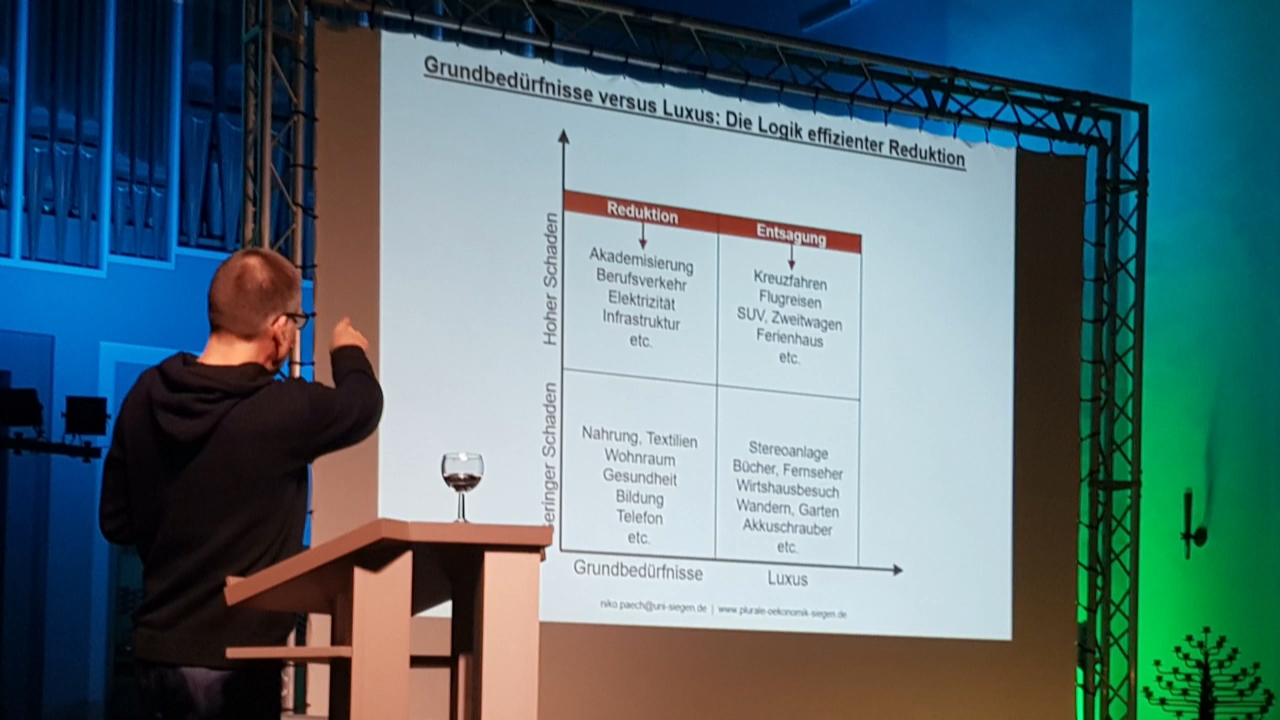 Grundbedürfnisse versus Luxus: Die Logik effizienter Reduktion
Hoher Schaden
Reduktion
Akademisierung
Berufsverkehr
Elektrizität
Infrastruktur
etc.
Entsagung
Kreuzfahren
Flugreisen
SUV, Zweitwagen
Ferienhaus
etc.
eringer Schaden
Nahrung, Textilien
Wohnraum
Gesundheit
Bildung
Telefon
etc.
Stereoanlage
Bücher, Fernseher
Wirtshausbesuch
Wandern, Garten
Akkuschrauber
etc.
Grundbedürfnisse
Luxus
niko.paech@uni-siegen.de | www.plurale-oekonomik-siegen.de